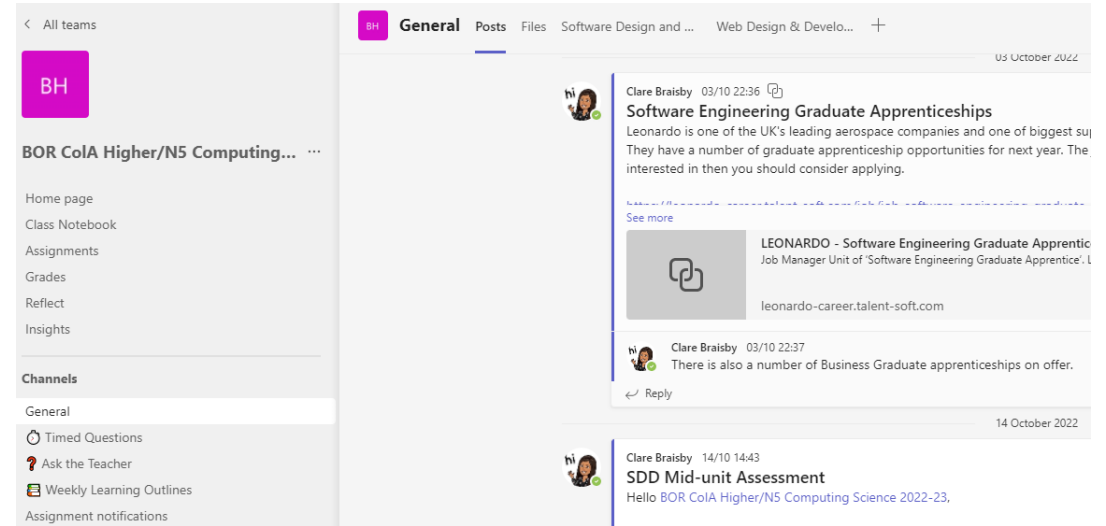 All teams
BH
BOR ColA Higher/N5 Computing... ...
Home page
Class Notebook
Assignments
Grades
Reflect
Insights
Channels
General
Timed Questions
Ask the Teacher
Weekly Learning Outlines
Assignment notifications
BH General Posts Files Software Design and ... Web Design & Develo... +
03 October 2022
hi
Clare Braisby 03/10 22:36
Software Engineering Graduate Apprenticeships
Leonardo is one of the UK's leading aerospace companies and one of biggest
They have a number of graduate apprenticeship opportunities for next year. The
interested in then you should consider applying.
See more
LEONARDO - Software Engineering Graduate
Job Manager Unit of 'Software Engineering Graduate Apprentice'.
leonardo-career.talent-soft.com
hi
Clare Braisby 03/10 22:37
There is also a number of Business Graduate apprenticeships on offer.
Reply
14 October 2022
hi
Clare Braisby 14/10 14:43
SDD Mid-unit Assessment
Hello BOR ColA Higher/N5 Computing Science 2022-23,